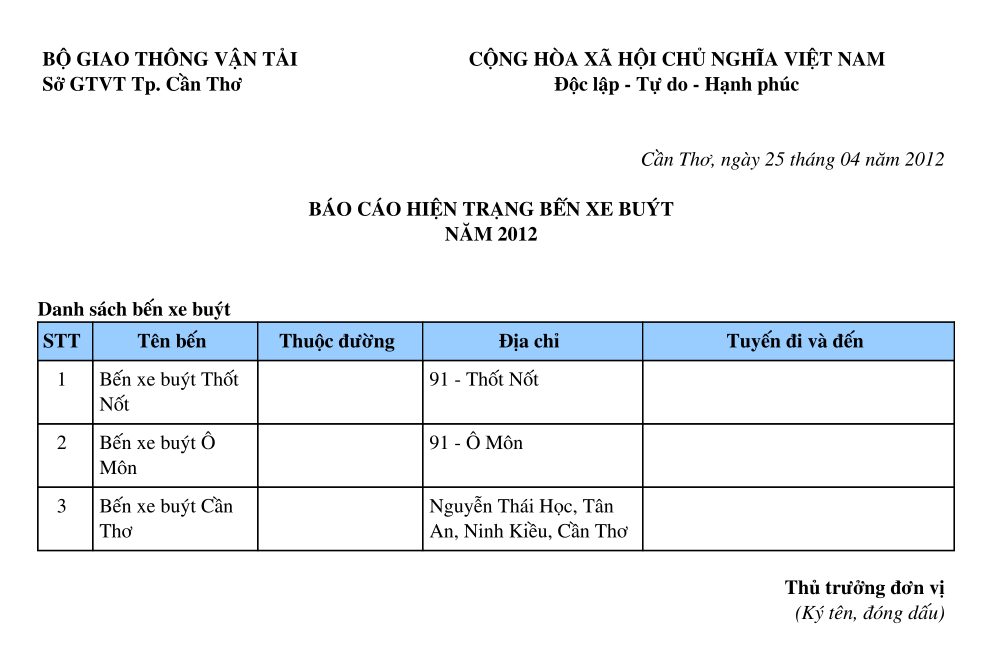 BỘ GIAO THÔNG VẬN TẢI
CỘNG HÒA XÃ HỘI CHỦ NGHĨA VIỆT NAM
Sở GTVT Tp. Cần Thơ
Độc lập - Tự do - Hạnh phúc
Cần Thơ, ngày 25 tháng 04 năm 2012
BÁO CÁO HIỆN TRẠNG BẾN XE BUÝT
NĂM 2012
Danh sách bến xe buýt
STT Tên bến Thuộc đường Địa chỉ Tuyến đi và đến
1 Bến xe buýt Thốt 91 - Thốt Nốt
Nốt
2 Bến xe buýt Ô 91 - Ô Môn
Môn
3 Bến xe buýt Cần Nguyễn Thái Học, Tân
Thơ An, Ninh Kiều, Cần Thơ
Thủ trưởng đơn vị
(Ký tên, đóng dấu)